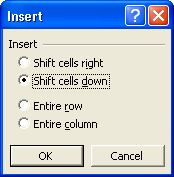 Insert
Insert
Shift cells right
Shift cells down
Entire row
Entire column
OK
Cancel